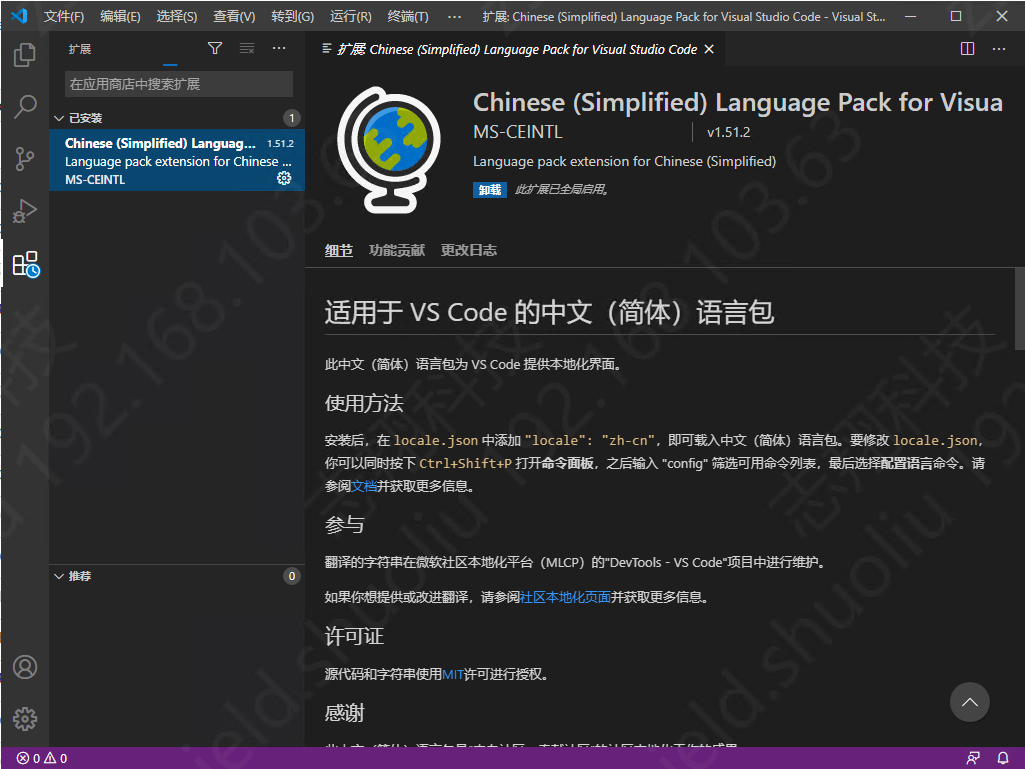 文件(F) 编辑(E) 选择(S) 查看(V) 转到(G) 运行(R) 终端(T) ··· 扩展: Chinese (Simplified) Language Pack for Visual Studio Code - Visual St...
扩展
扩展 Chinese (Simplified) Language Pack for Visual Studio Code
在应用商店中搜索扩展
已安装 1
Chinese (Simplified) Languag... 1.51.2
Language pack extension for Chinese ...
MS-CEINTL
Chinese (Simplified) Language Pack for Visua
MS-CEINTL v1.51.2
Language pack extension for Chinese (Simplified)
卸载 此扩展已全局启用。
细节 功能贡献 更改日志
适用于 VS Code 的中文（简体）语言包
此中文（简体）语言包为 VS Code 提供本地化界面。
使用方法
安装后，在 locale.json 中添加 "locale": "zh-cn"，即可载入中文（简体）语言包。要修改 locale.json，
你可以同时按下 Ctrl+Shift+P 打开命令面板，之后输入 "config" 筛选可用命令列表，最后选择配置语言命令。请
参阅文档并获取更多信息。
参与
翻译的字符串在微软社区本地化平台（MLCP）的"DevTools - VS Code"项目中进行维护。
如果你想提供或改进翻译，请参阅社区本地化页面并获取更多信息。
许可证
源代码和字符串使用MIT许可进行授权。
感谢
推荐 0
0 0
192.168.103.63
192.168.103.63
shuoliu 192
field.shuoliu
field.shuoliu